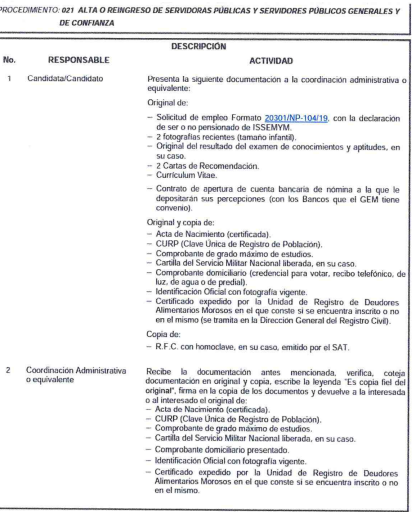 PROCEDIMIENTO: 021 ALTA O REINGRESO DE SERVIDORAS PÚBLICAS Y SERVIDORES PÚBLICOS GENERALES Y
DE CONFIANZA
DESCRIPCIÓN
No. RESPONSABLE ACTIVIDAD
1 Candidata/Candidato Presenta la siguiente documentación a la coordinación administrativa o
equivalente:
Original de:
– Solicitud de empleo Formato 20301/NP-104/19, con la declaración
de ser o no pensionado de ISSEMYM.
– 2 fotografías recientes (tamaño infantil).
– Original del resultado del examen de conocimientos y aptitudes, en
su caso.
– 2 Cartas de Recomendación.
– Currículum Vitae.
– Contrato de apertura de cuenta bancaria de nómina a la que le
depositarán sus percepciones (con los Bancos que el GEM tiene
convenio).
Original y copia de:
– Acta de Nacimiento (certificada).
– CURP (Clave Única de Registro de Población).
– Comprobante de grado máximo de estudios.
– Cartilla del Servicio Militar Nacional liberada, en su caso.
– Comprobante domiciliario (credencial para votar, recibo telefónico, de
luz, de agua o de predial).
– Identificación Oficial con fotografía vigente.
– Certificado expedido por la Unidad de Registro de Deudores
Alimentarios Morosos en el que conste si se encuentra inscrito o no
en el mismo (se tramita en la Dirección General del Registro Civil).
Copia de:
– R.F.C. con homoclave, en su caso, emitido por el SAT.
2 Coordinación Administrativa Recibe la documentación antes mencionada, verifica, coteja
o equivalente documentación en original y copia, escribe la leyenda "Es copia fiel del
original", firma en la copia de los documentos y devuelve a la interesada
o al interesado el original de:
– Acta de Nacimiento (certificada).
– CURP (Clave Única de Registro de Población).
– Comprobante de grado máximo de estudios.
– Cartilla del Servicio Militar Nacional liberada, en su caso.
– Comprobante domiciliario presentado.
– Identificación Oficial con fotografía vigente.
– Certificado expedido por la Unidad de Registro de Deudores
Alimentarios Morosos en el que conste si se encuentra inscrito o no
en el mismo.